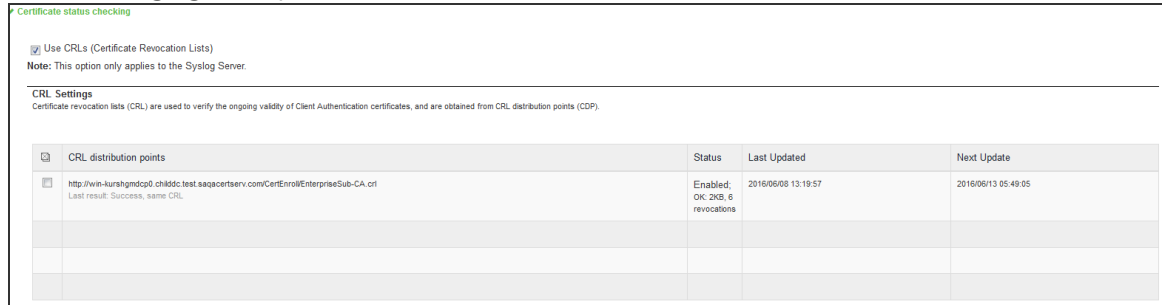 Certificate status checking
Use CRLs (Certificate Revocation Lists)
Note: This option only applies to the Syslog Server.
CRL Settings
Certificate revocation lists (CRL) are used to verify the ongoing validity of Client Authentication certificates, and are obtained from CRL distribution points (CDP).
CRL distribution points Status Last Updated Next Update
http://win-kurshgmdcp0.childdc.test.saqacertserv.com/CertEnroll/EnterpriseSub-CA.crl Enabled; 2016/06/08 13:19:57 2016/06/13 05:49:05
Last result: Success, same CRL OK: 2KB, 6
revocations